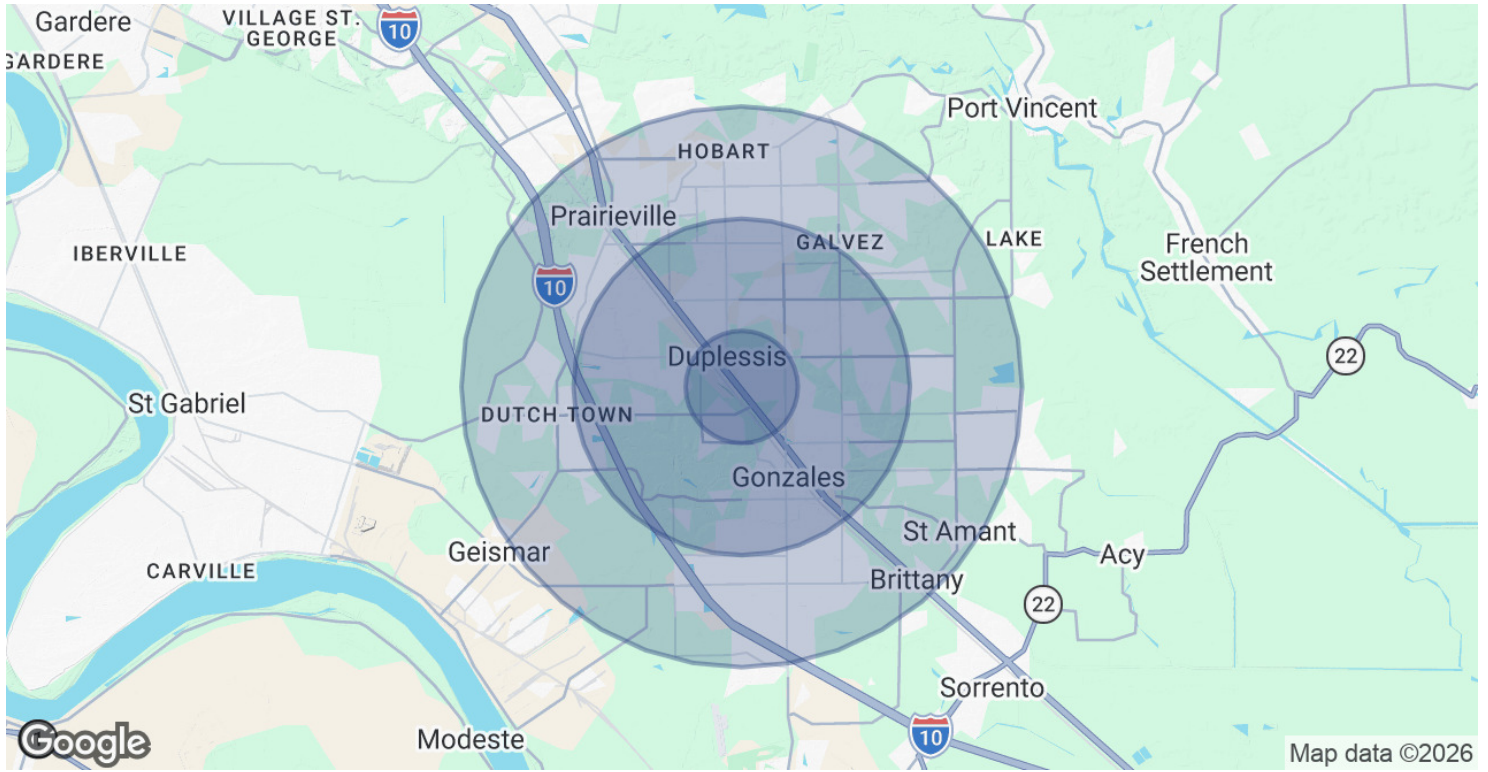 Gardere
VILLAGE ST.
GEORGE
10
GARDERE
Port Vincent
HOBART
Prairieville
GALVEZ
LAKE
IBERVILLE
French
Settlement
10
Duplessis
22
St Gabriel
DUTCH TOWN
Gonzales
St Amant
Geismar
Acy
CARVILLE
Brittany
22
Sorrento
Modeste
10
Google
Map data ©2026